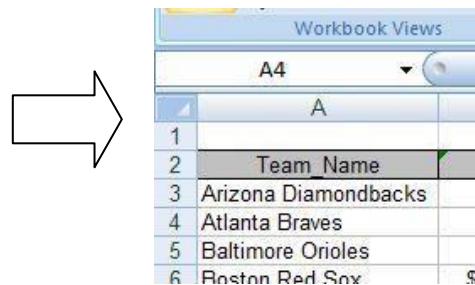 Workbook Views
A4
A
1
2 Team_Name
3 Arizona Diamondbacks
4 Atlanta Braves
5 Baltimore Orioles
6 Boston Red Sox $